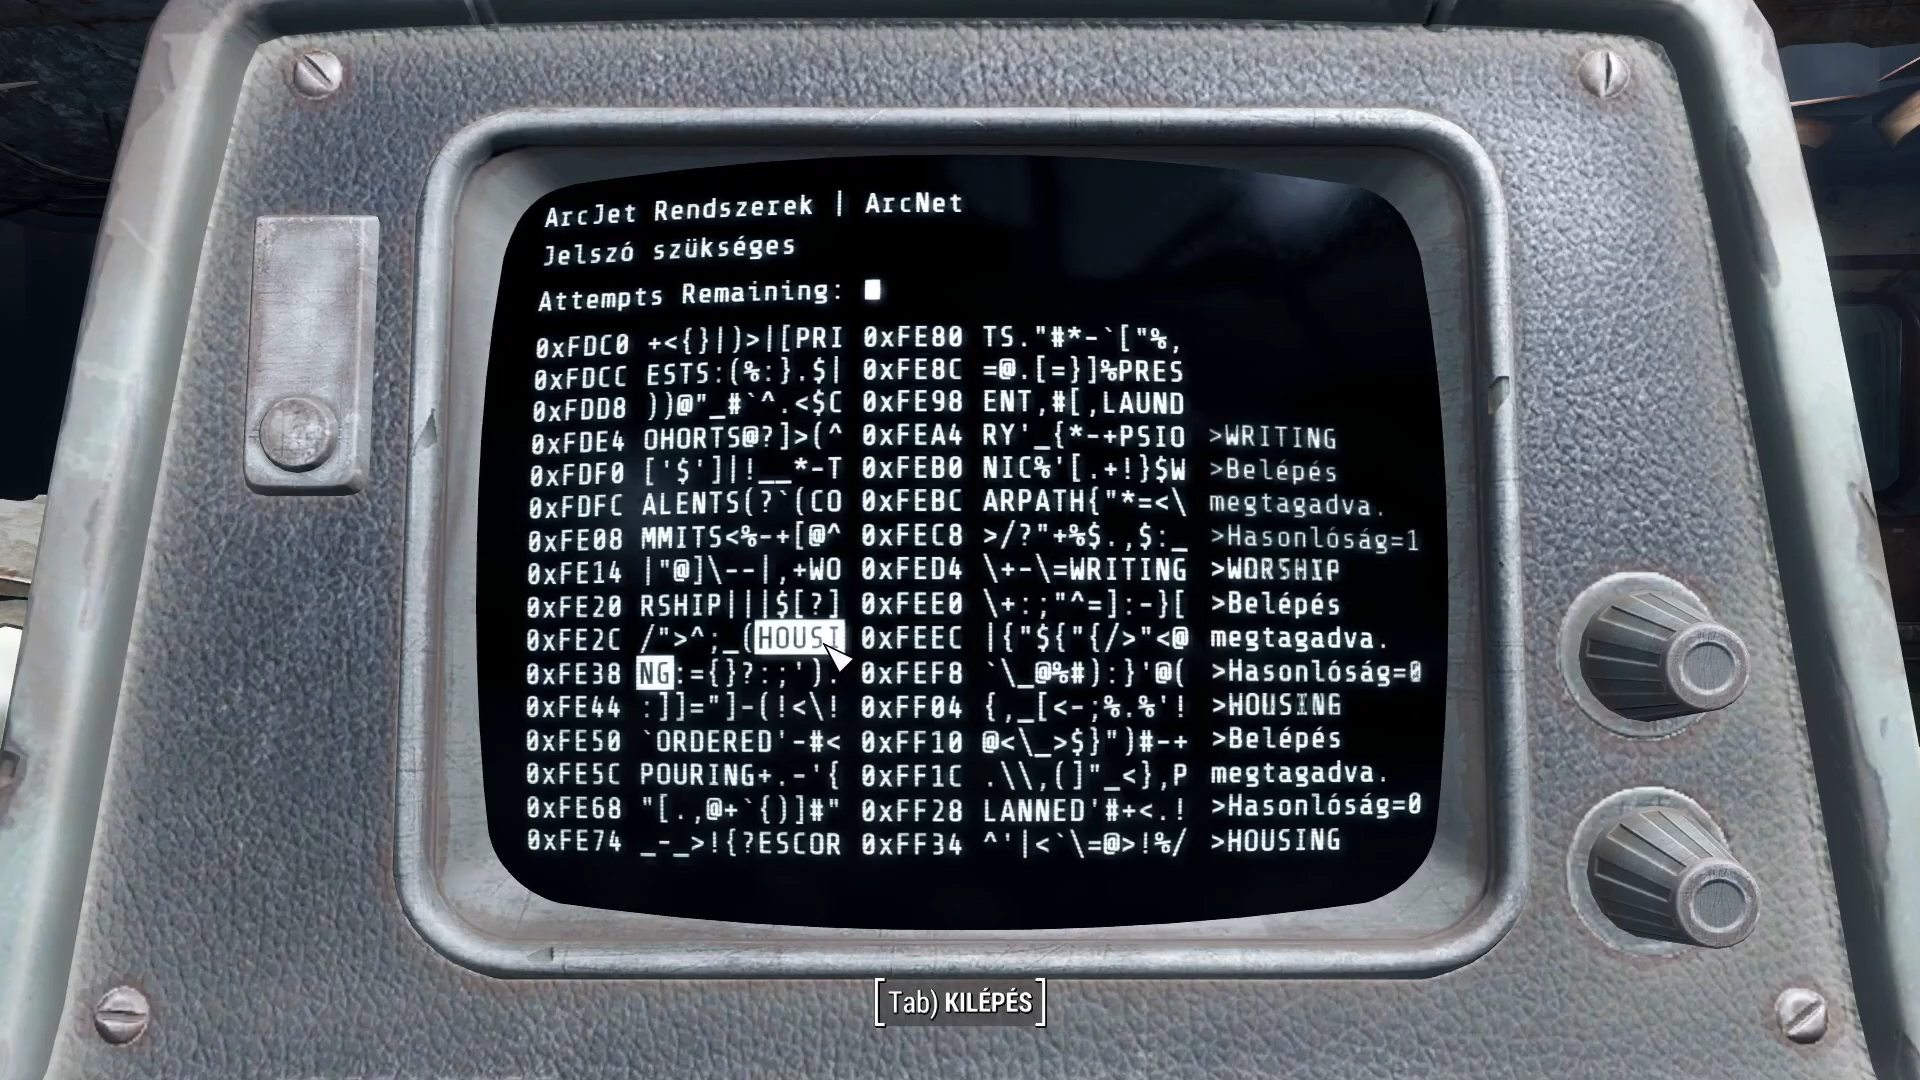 ArcJet Rendszerek | ArcNet
Jelszó szükséges
Attempts Remaining: ■
0xFDC0 +<{}|)>|[PRI 0xFE80 TS."#*-`["%,
0xFDCC ESTS:(%:}.$| 0xFE8C =@.[=}]%PRES
0xFDD8 ))@"_#`^.<$C 0xFE98 ENT,#[,LAUND
0xFDE4 OHORTS@?]>(^ 0xFEA4 RY'_{*-+PSIO >WRITING
0xFDF0 ['$']|!__*-T 0xFEB0 NIC%'[.+!}$W >Belépés
0xFDFC ALENTS(?`(CO 0xFEBC ARPATH{"*=<\ megtagadva.
0xFE08 MMITS<%-+[@^ 0xFEC8 >/?"+%$.,$:_ >Hasonlóság=1
0xFE14 |"@]\--|,+WO 0xFED4 \+-\=WRITING >WORSHIP
0xFE20 RSHIP|||$[?] 0xFEE0 \+:;"^=]:-}[ >Belépés
0xFE2C /">^;_(HOUSI 0xFEEC |{"${"{/>"<@ megtagadva.
0xFE38 NG:={}?:;'). 0xFEF8 `\_@%#):}'@( >Hasonlóság=0
0xFE44 :]]="]-(!<\! 0xFF04 {,_[<-;%.%'! >HOUSING
0xFE50 `ORDERED'-#< 0xFF10 @<\_>$}")#-+ >Belépés
0xFE5C POURING+.-'{ 0xFF1C .\\,(]"_<},P megtagadva.
0xFE68 "[.,@+`{)]#" 0xFF28 LANNED'#+<.! >Hasonlóság=0
0xFE74 _-_>!{?ESCOR 0xFF34 ^'|<`\=@>!%/ >HOUSING
[Tab) KILÉPÉS]